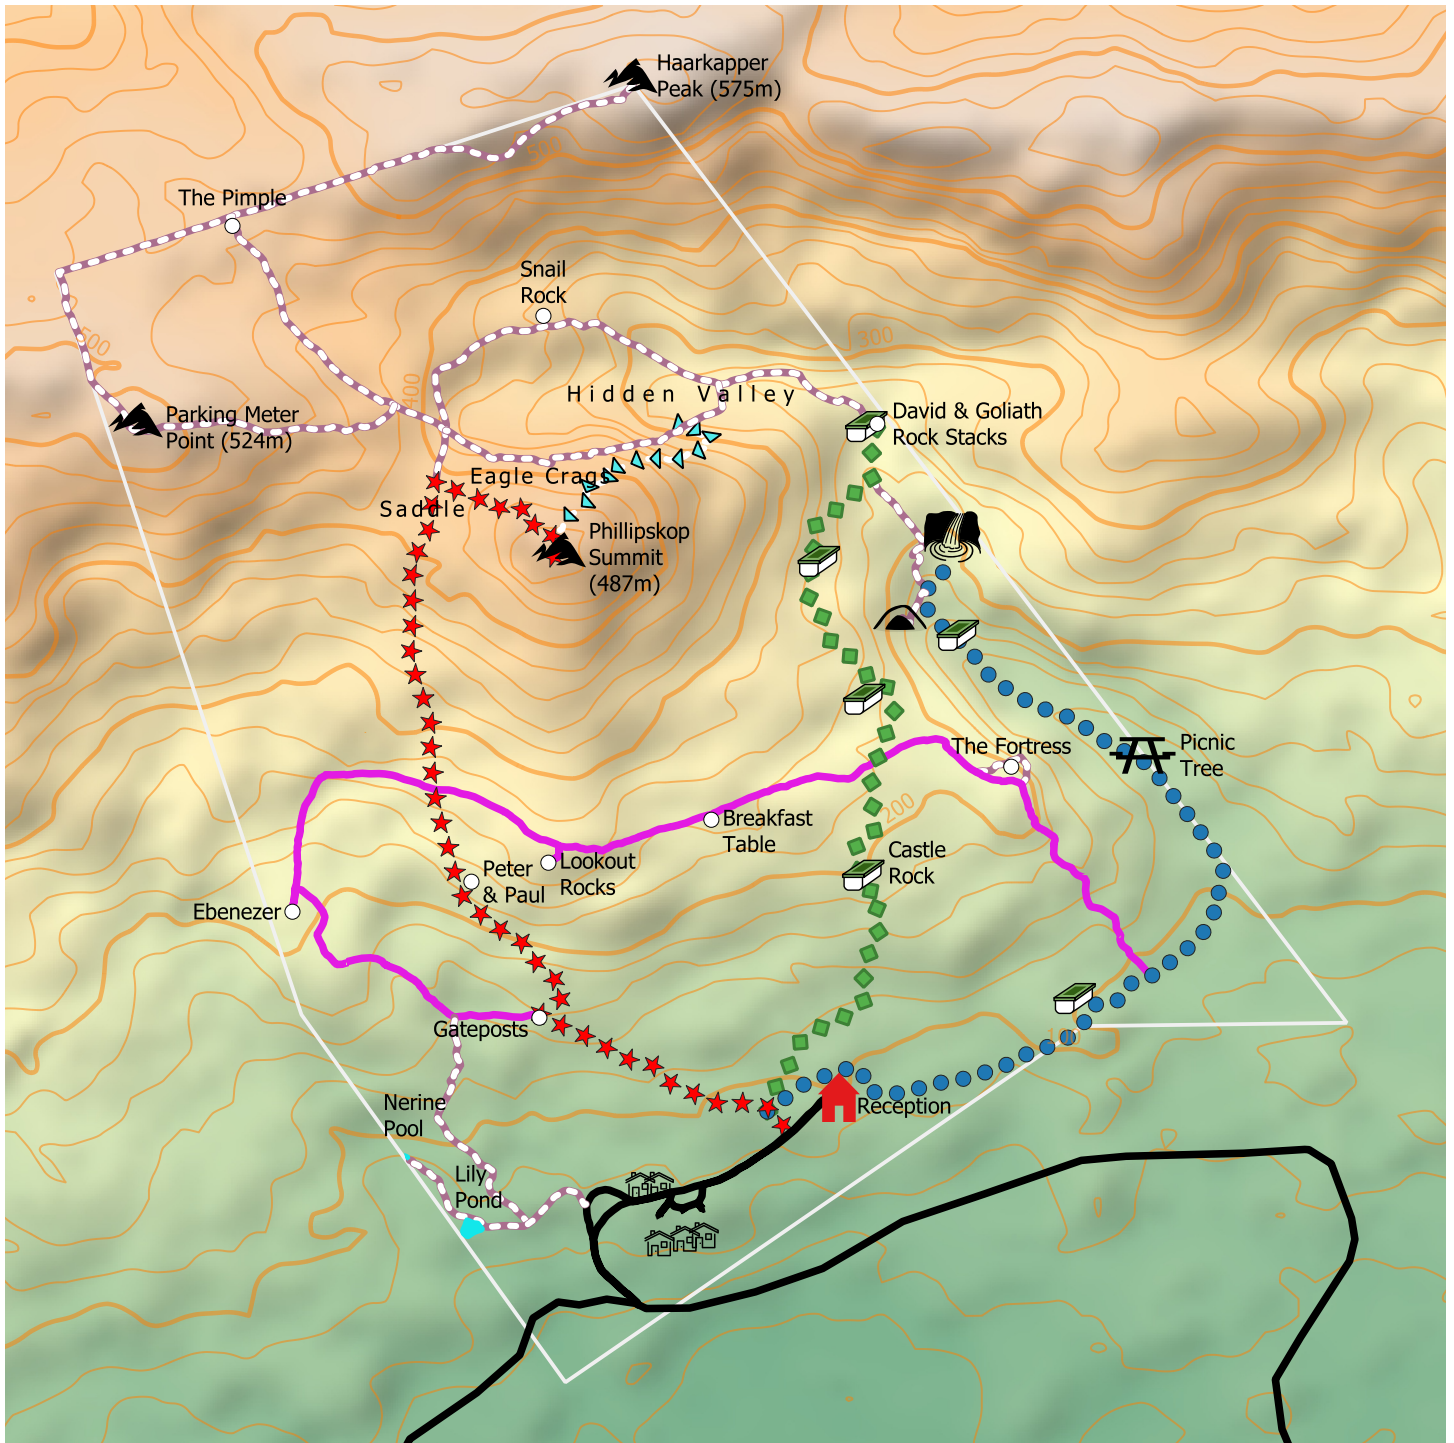 Haarkapper
Peak (575m)
500
The Pimple
Snail
Rock
500
300
400
Hidden Valley
Parking Meter
Point (524m)
David & Goliath
Rock Stacks
Eagle Crags
Saddle
Phillipskop
Summit
(487m)
The Fortress
Picnic
Tree
200
Breakfast
Table
Castle
Rock
Lookout
Rocks
Peter
& Paul
Ebenezer
Gateposts
100
Nerine
Pool
Reception
Lily
Pond